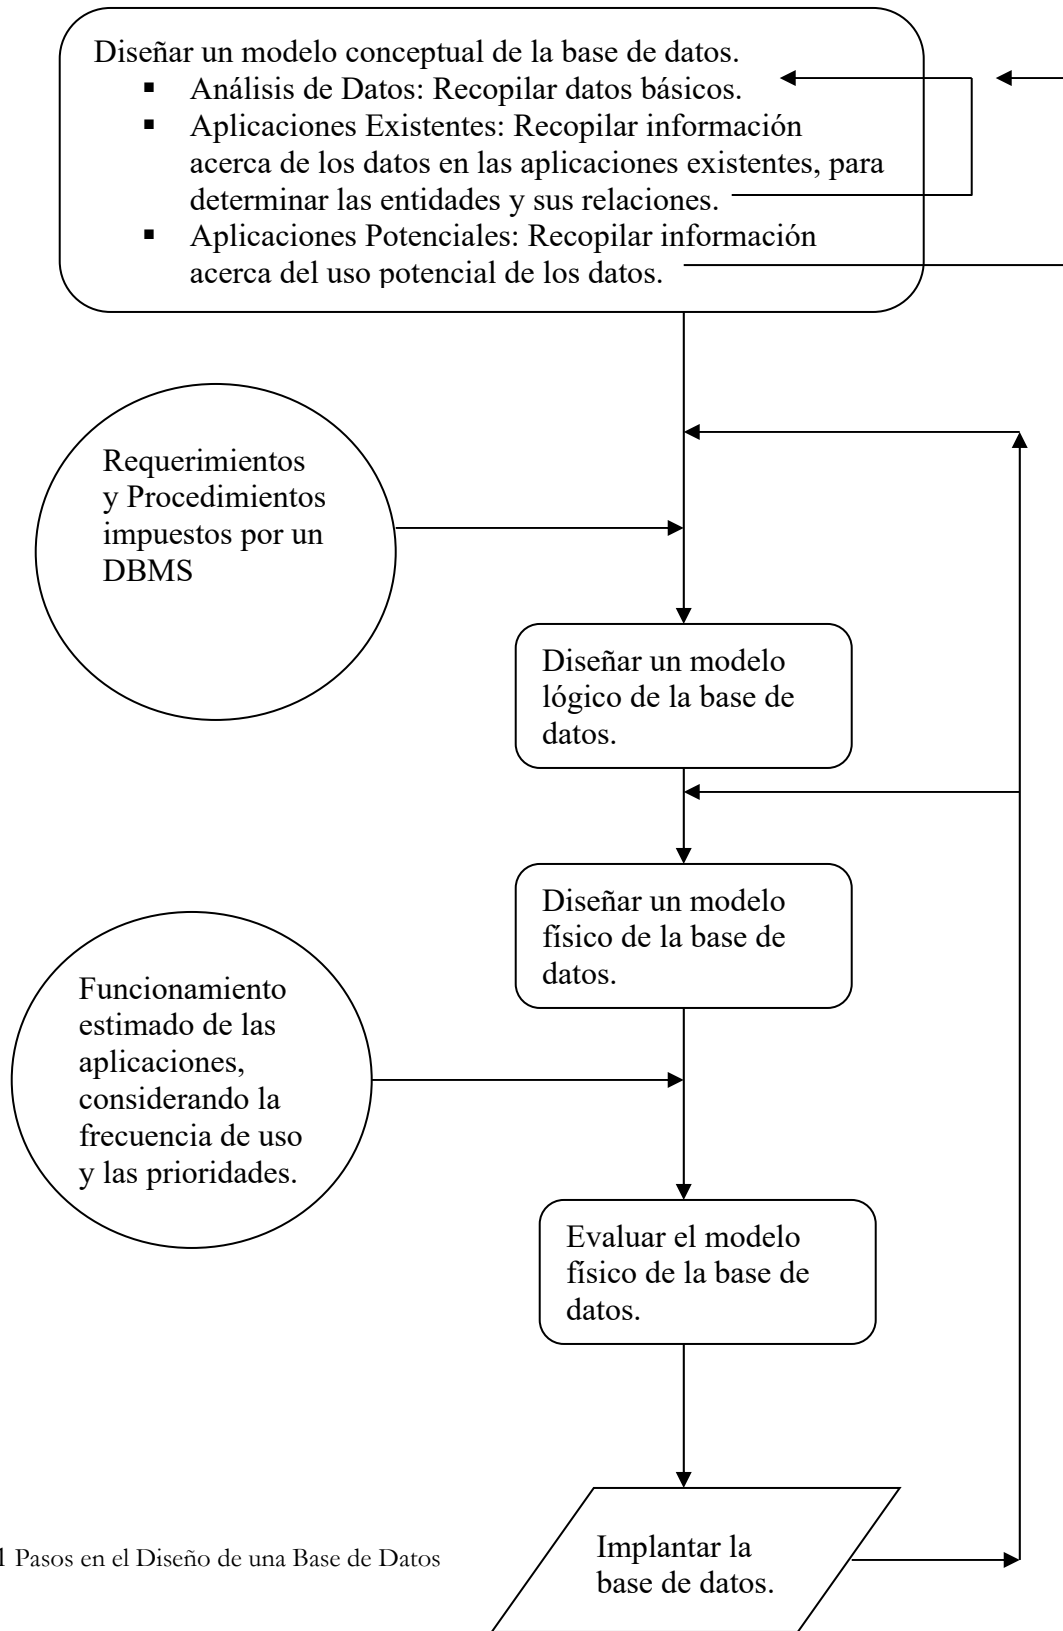 Diseñar un modelo conceptual de la base de datos.
▪ Análisis de Datos: Recopilar datos básicos.
▪ Aplicaciones Existentes: Recopilar información
acerca de los datos en las aplicaciones existentes, para
determinar las entidades y sus relaciones.
▪ Aplicaciones Potenciales: Recopilar información
acerca del uso potencial de los datos.
Requerimientos
y Procedimientos
impuestos por un
DBMS
Diseñar un modelo
lógico de la base de
datos.
Diseñar un modelo
físico de la base de
datos.
Funcionamiento
estimado de las
aplicaciones,
considerando la
frecuencia de uso
y las prioridades.
Evaluar el modelo
físico de la base de
datos.
Implantar la
base de datos.
1 Pasos en el Diseño de una Base de Datos